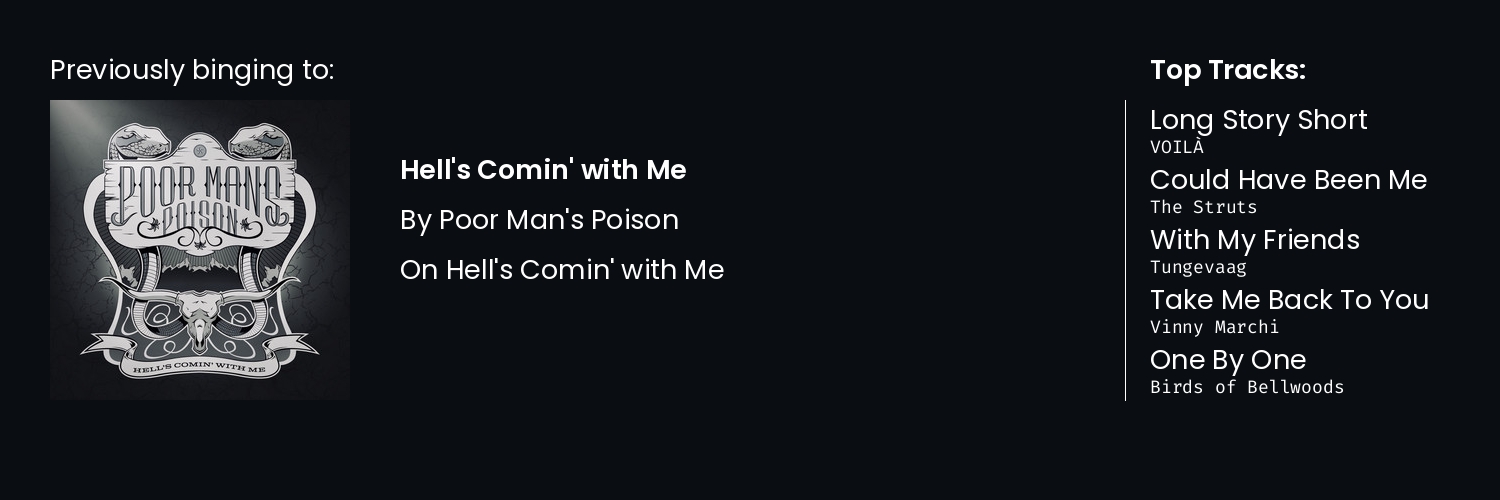 Previously binging to:
POOR MANS
POISON
HELL'S COMIN' WITH ME
Hell's Comin' with Me
By Poor Man's Poison
On Hell's Comin' with Me
Top Tracks:
Long Story Short
VOILÀ
Could Have Been Me
The Struts
With My Friends
Tungevaag
Take Me Back To You
Vinny Marchi
One By One
Birds of Bellwoods